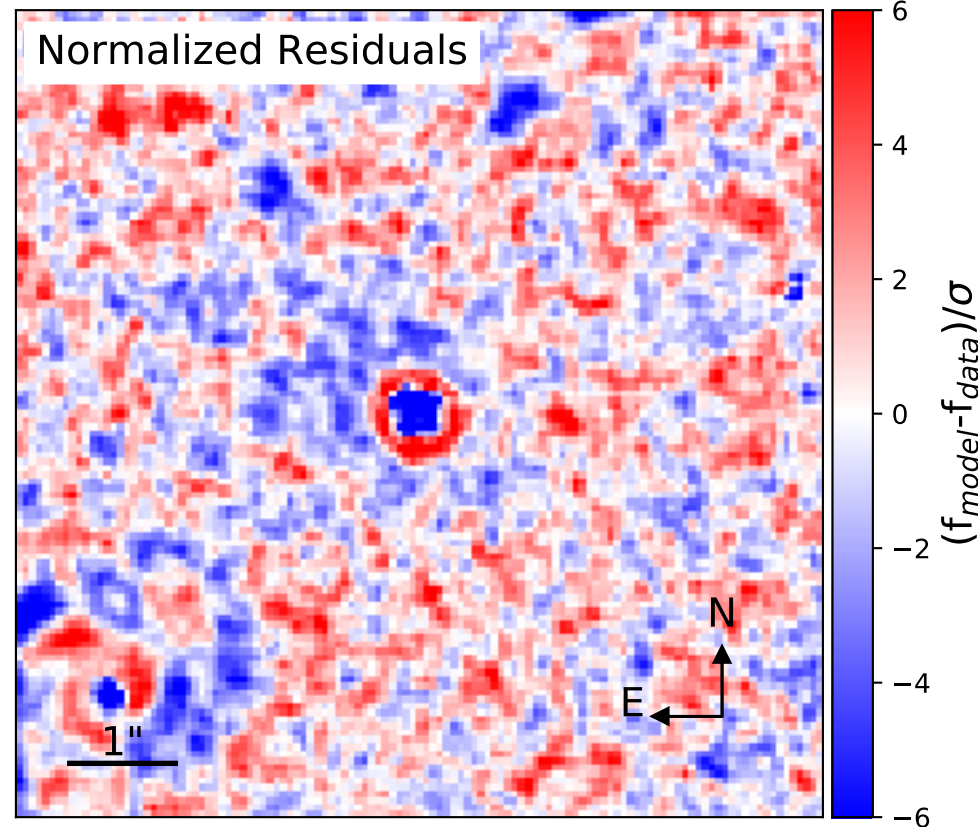 Normalized Residuals
6
4
2
0
−2
−4
−6
(f_model-f_data)/σ
N
E
1"